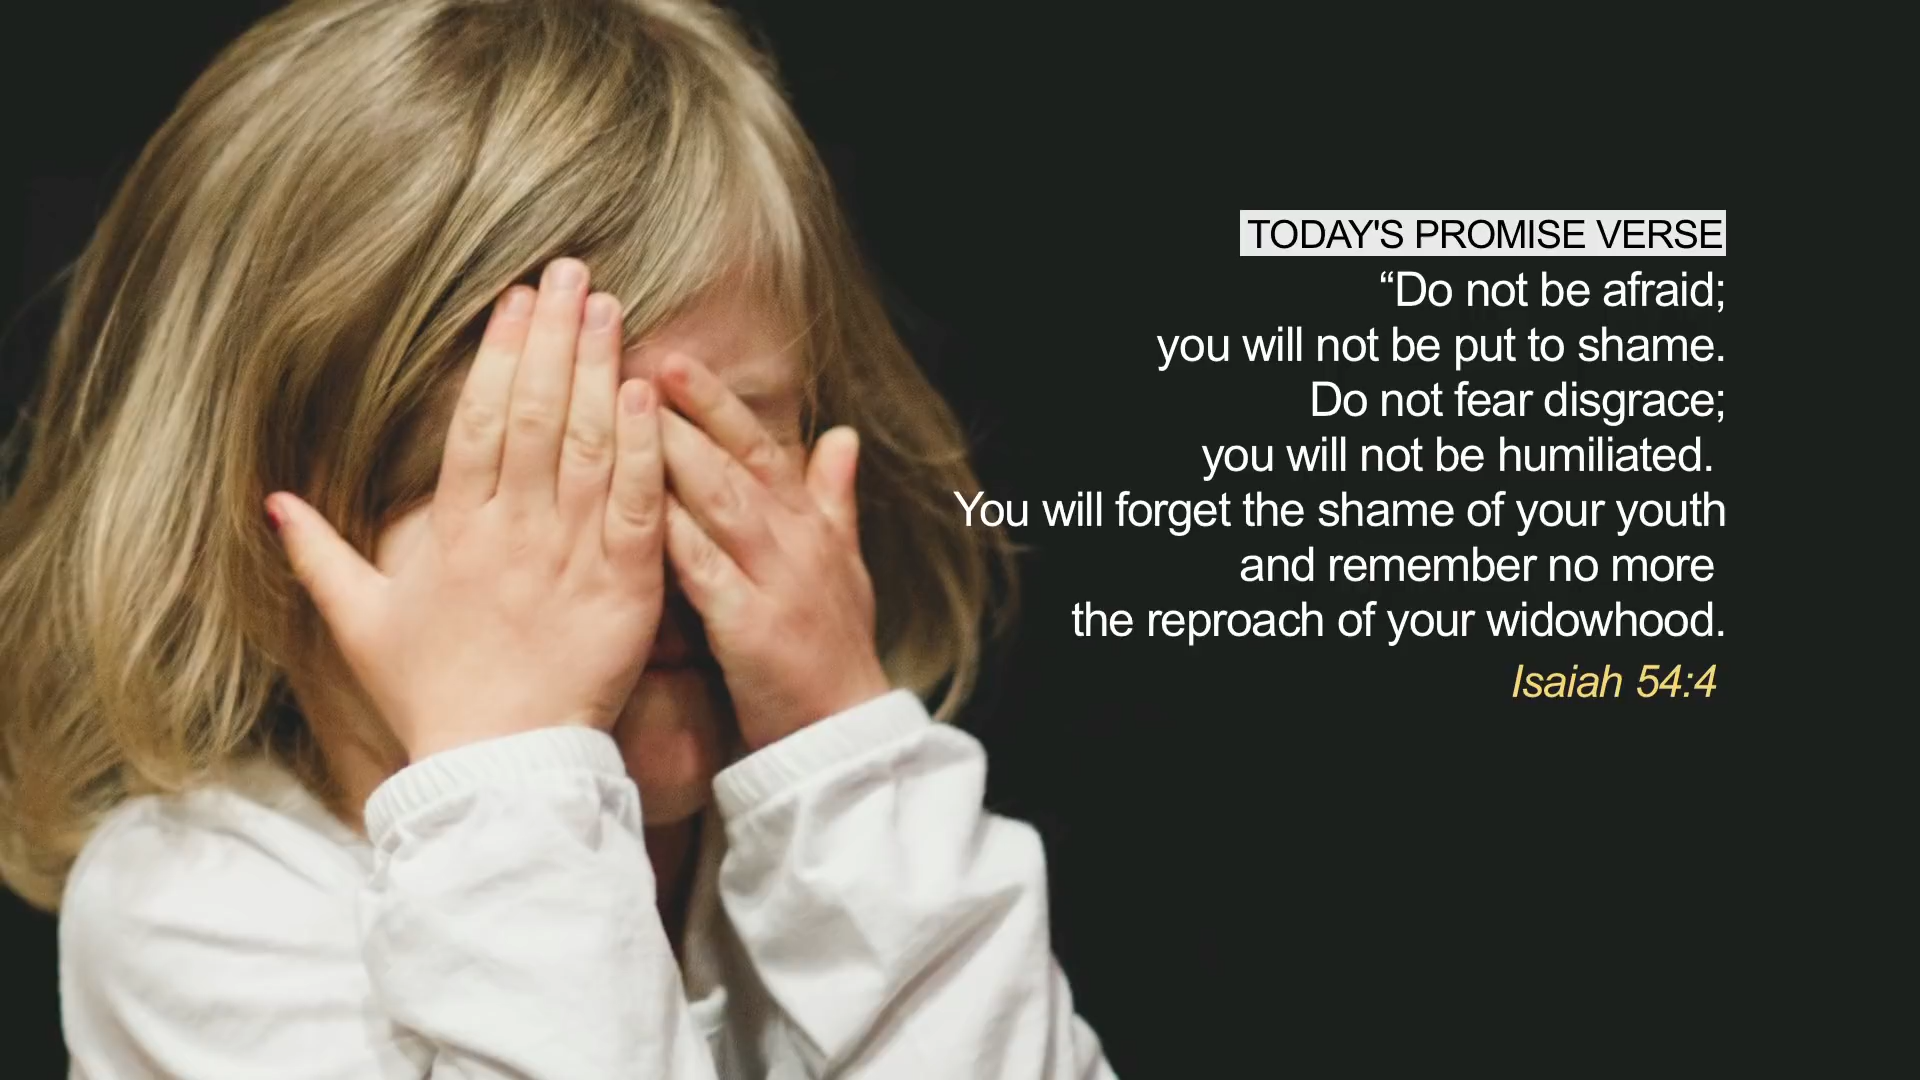 TODAY'S PROMISE VERSE
“Do not be afraid;
you will not be put to shame.
Do not fear disgrace;
you will not be humiliated.
You will forget the shame of your youth
and remember no more
the reproach of your widowhood.
Isaiah 54:4